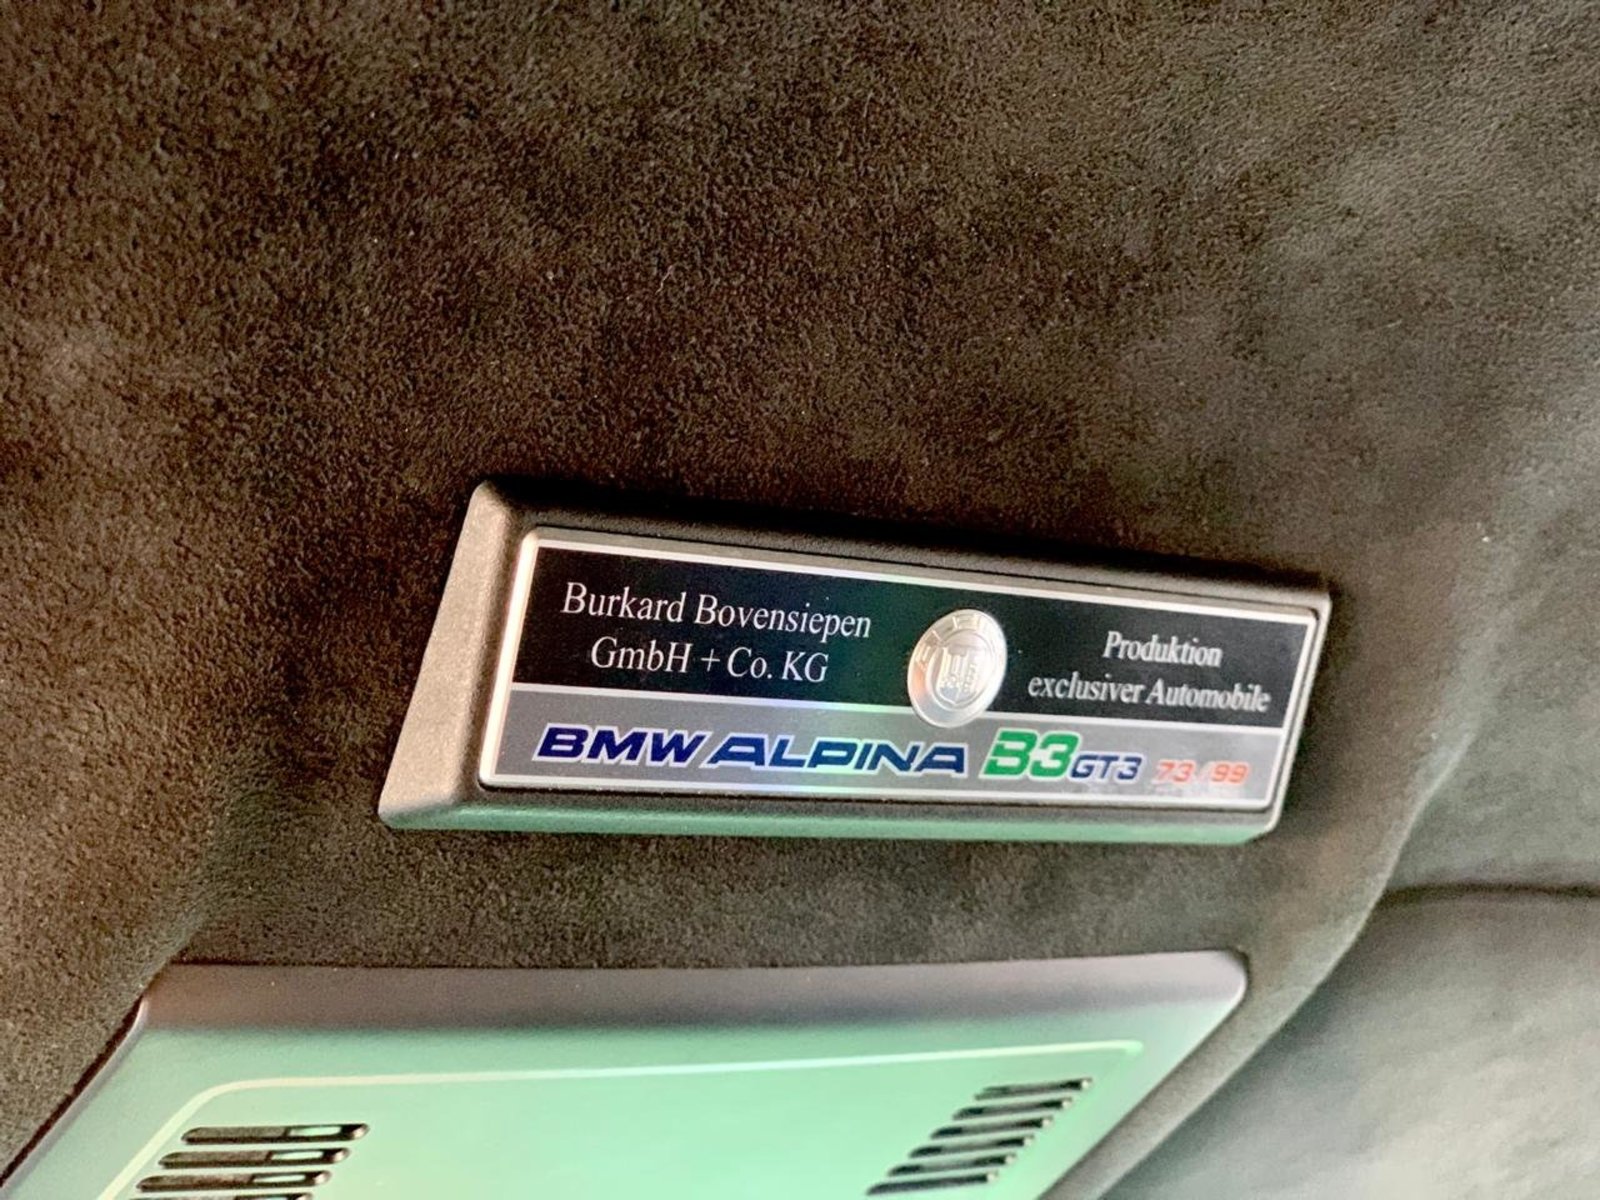 Burkard Bovensiepen
GmbH + Co. KG
Produktion
exclusiver Automobile
BMW ALPINA B3 GT3 73/99